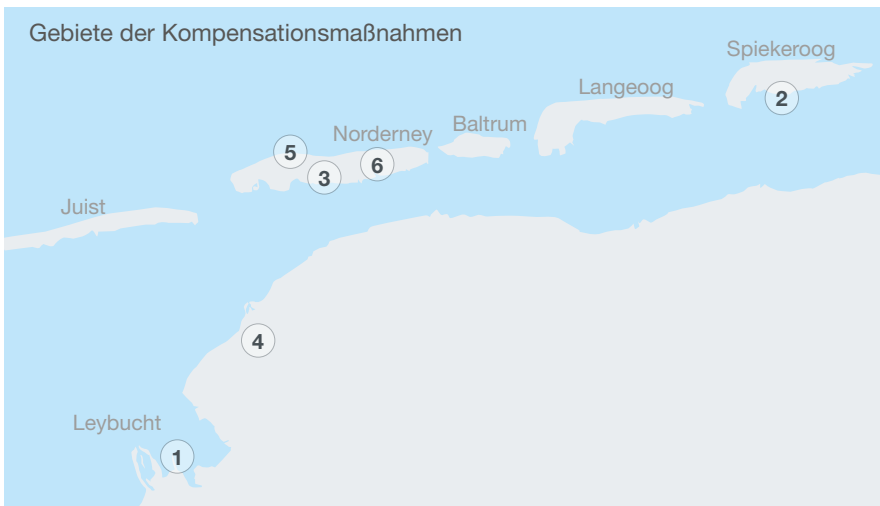 Gebiete der Kompensationsmaßnahmen
Spiekeroog
2
Langeoog
Baltrum
Norderney
5
3
6
Juist
4
Leybucht
1